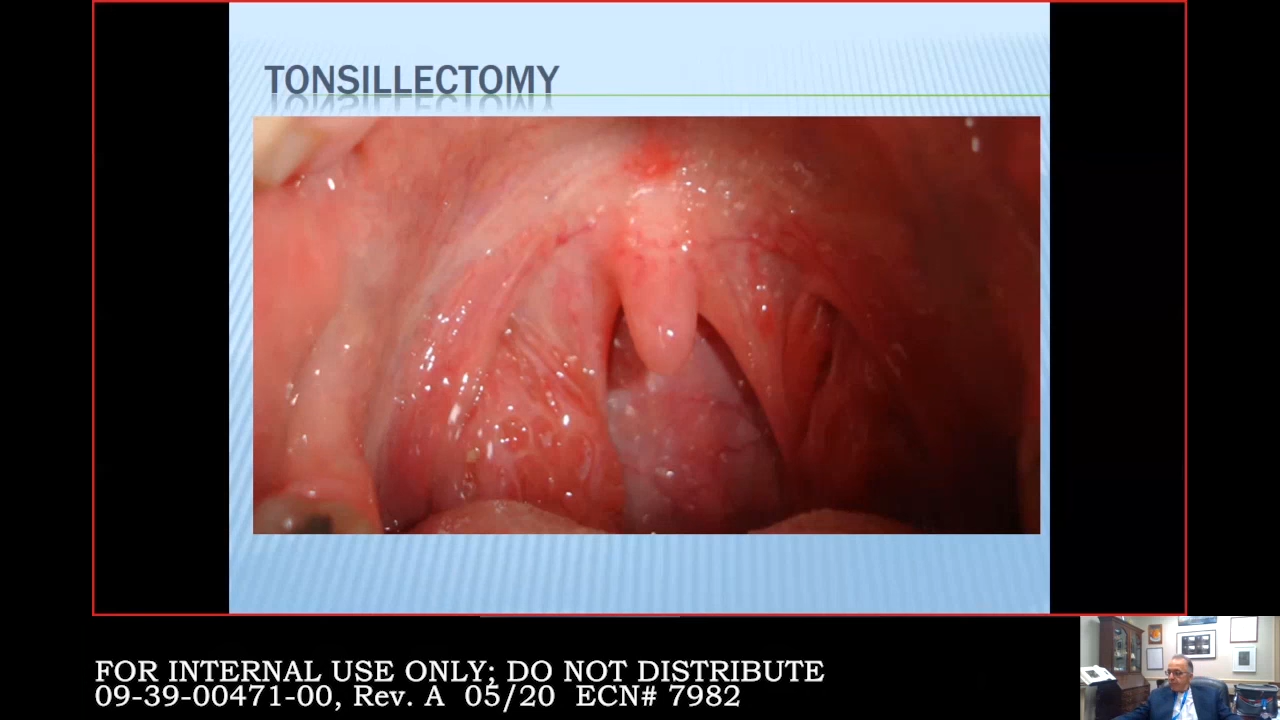 TONSILLECTOMY
FOR INTERNAL USE ONLY; DO NOT DISTRIBUTE
09-39-00471-00, Rev. A 05/20 ECN# 7982